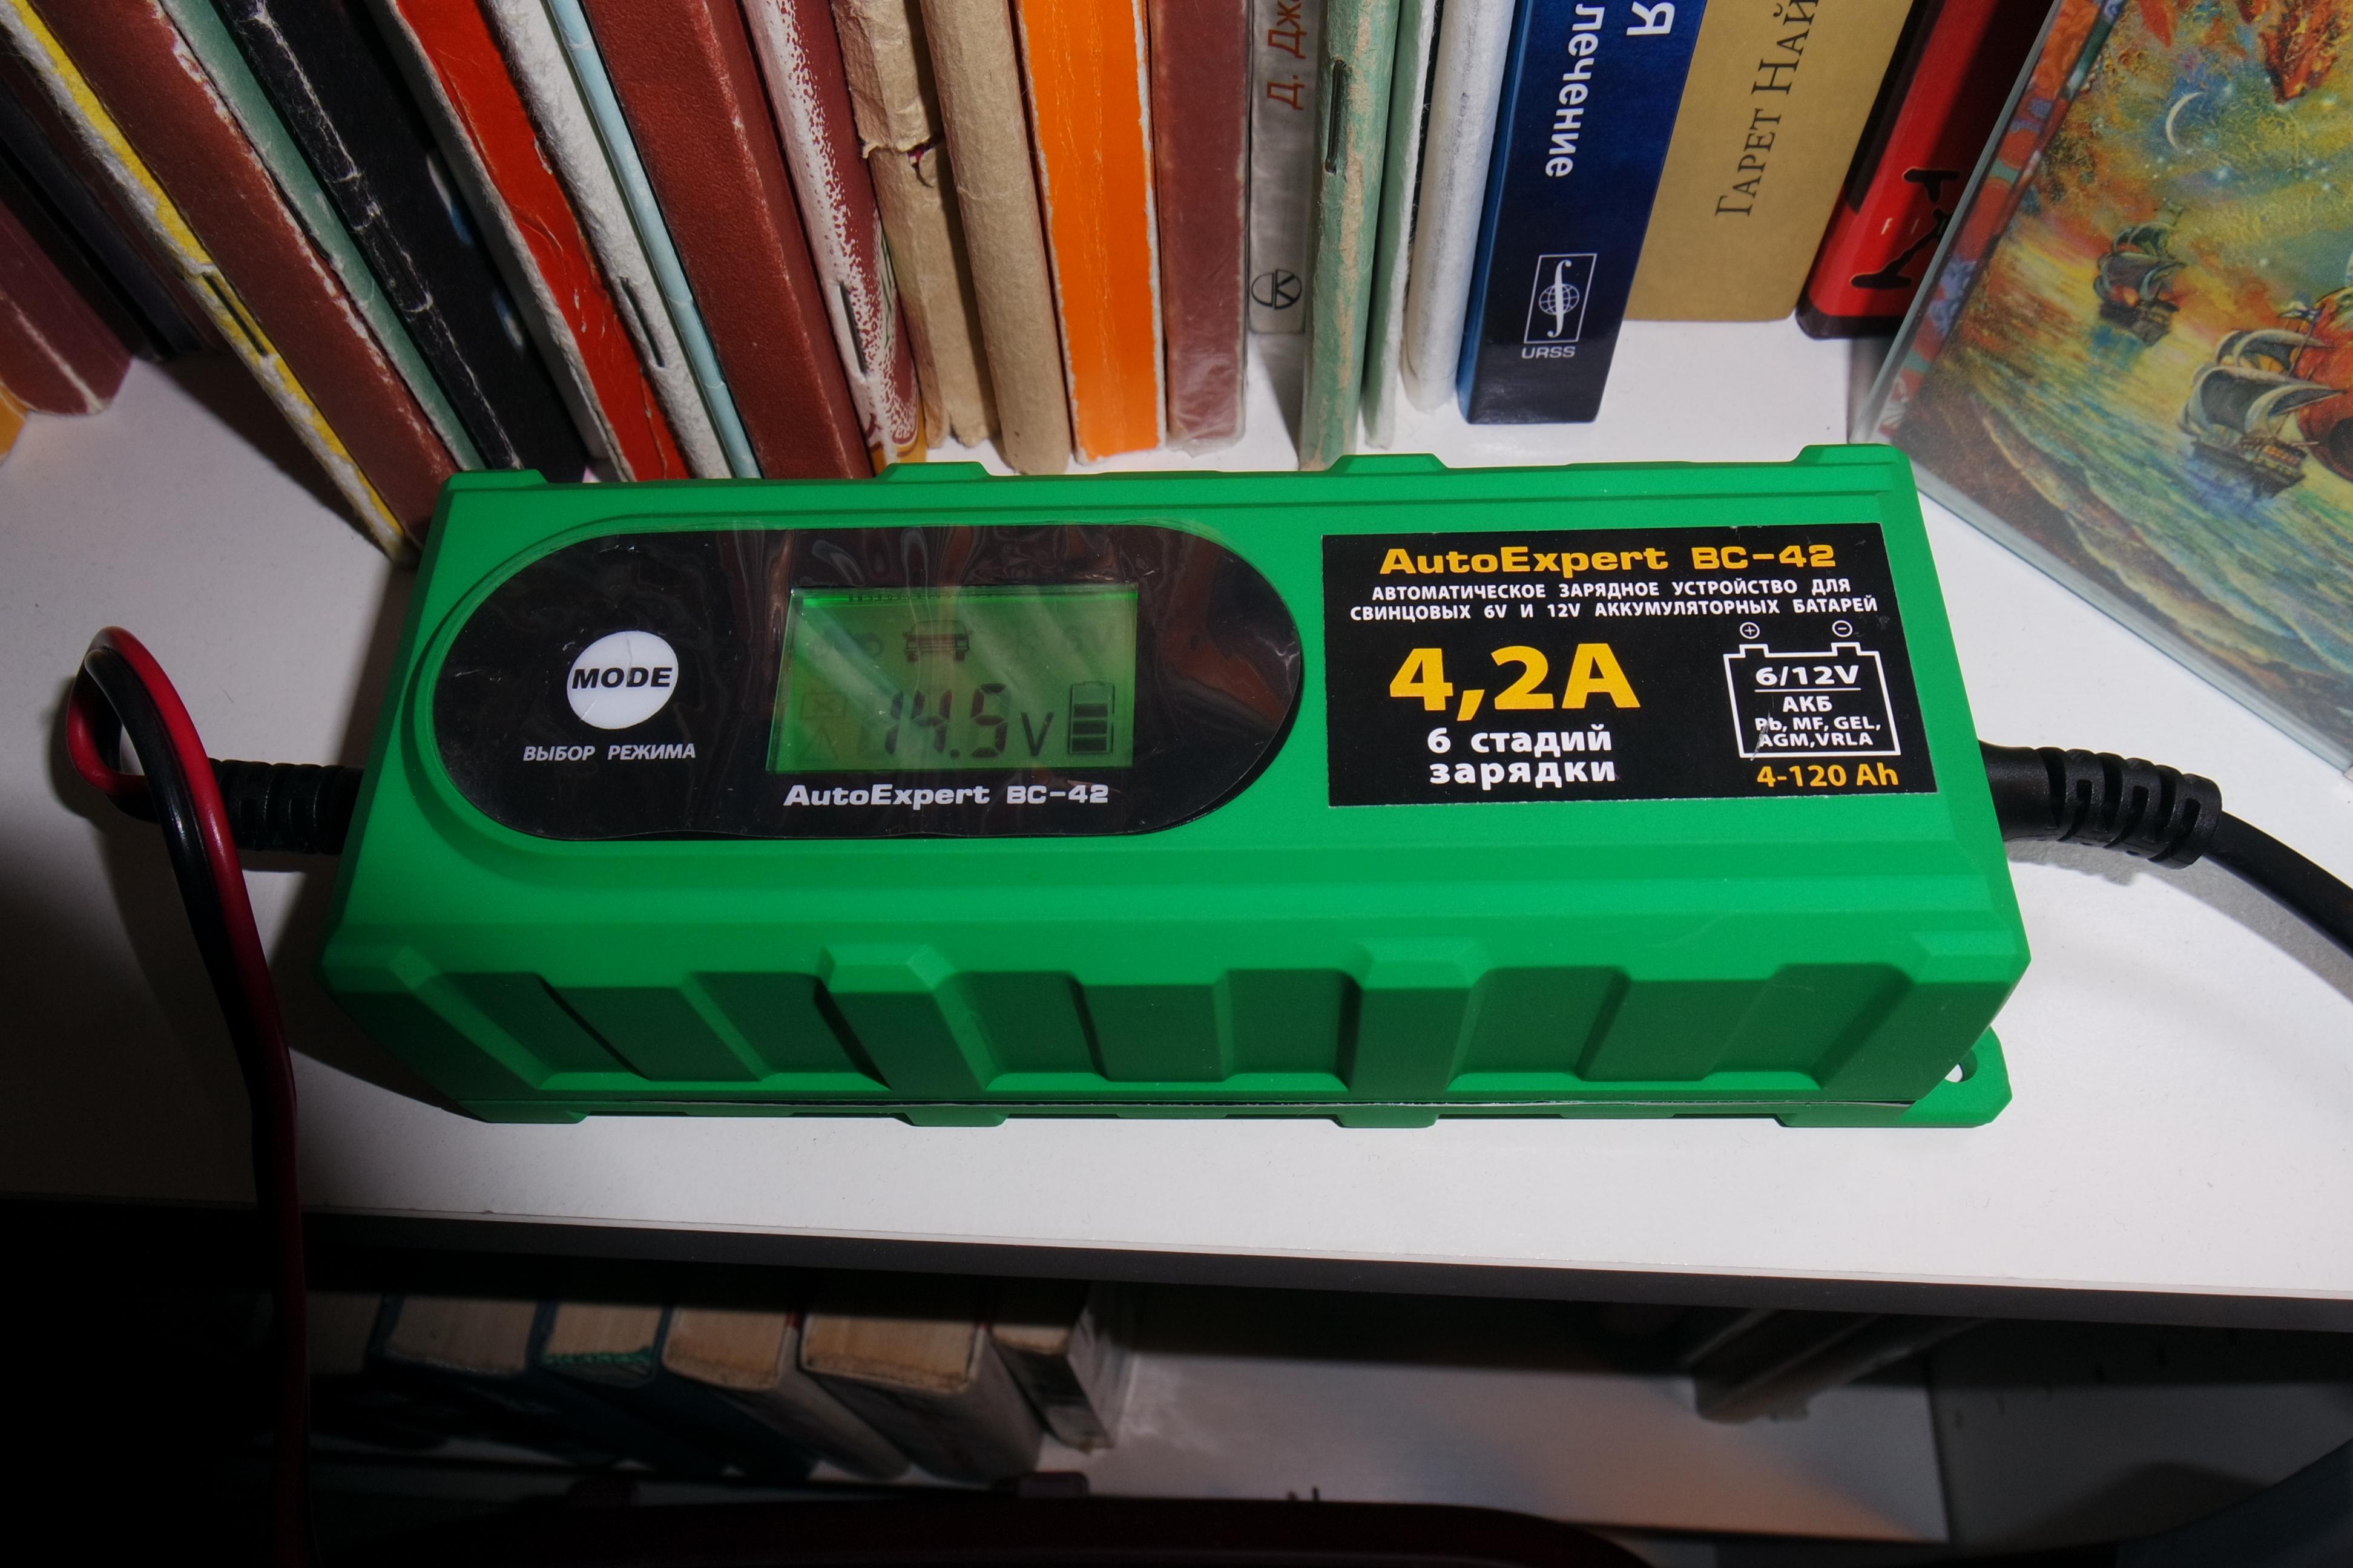 Д. Дж
Я
лечение
URSS
ГАРЕТ НАЙ
MODE
ВЫБОР РЕЖИМА
14.5 V
AutoExpert BC-42
AutoExpert BC-42
АВТОМАТИЧЕСКОЕ ЗАРЯДНОЕ УСТРОЙСТВО ДЛЯ
СВИНЦОВЫХ 6V И 12V АККУМУЛЯТОРНЫХ БАТАРЕЙ
4,2A
6 стадий
зарядки
6/12V
АКБ
Pb, MF, GEL,
AGM,VRLA
4-120 Ah